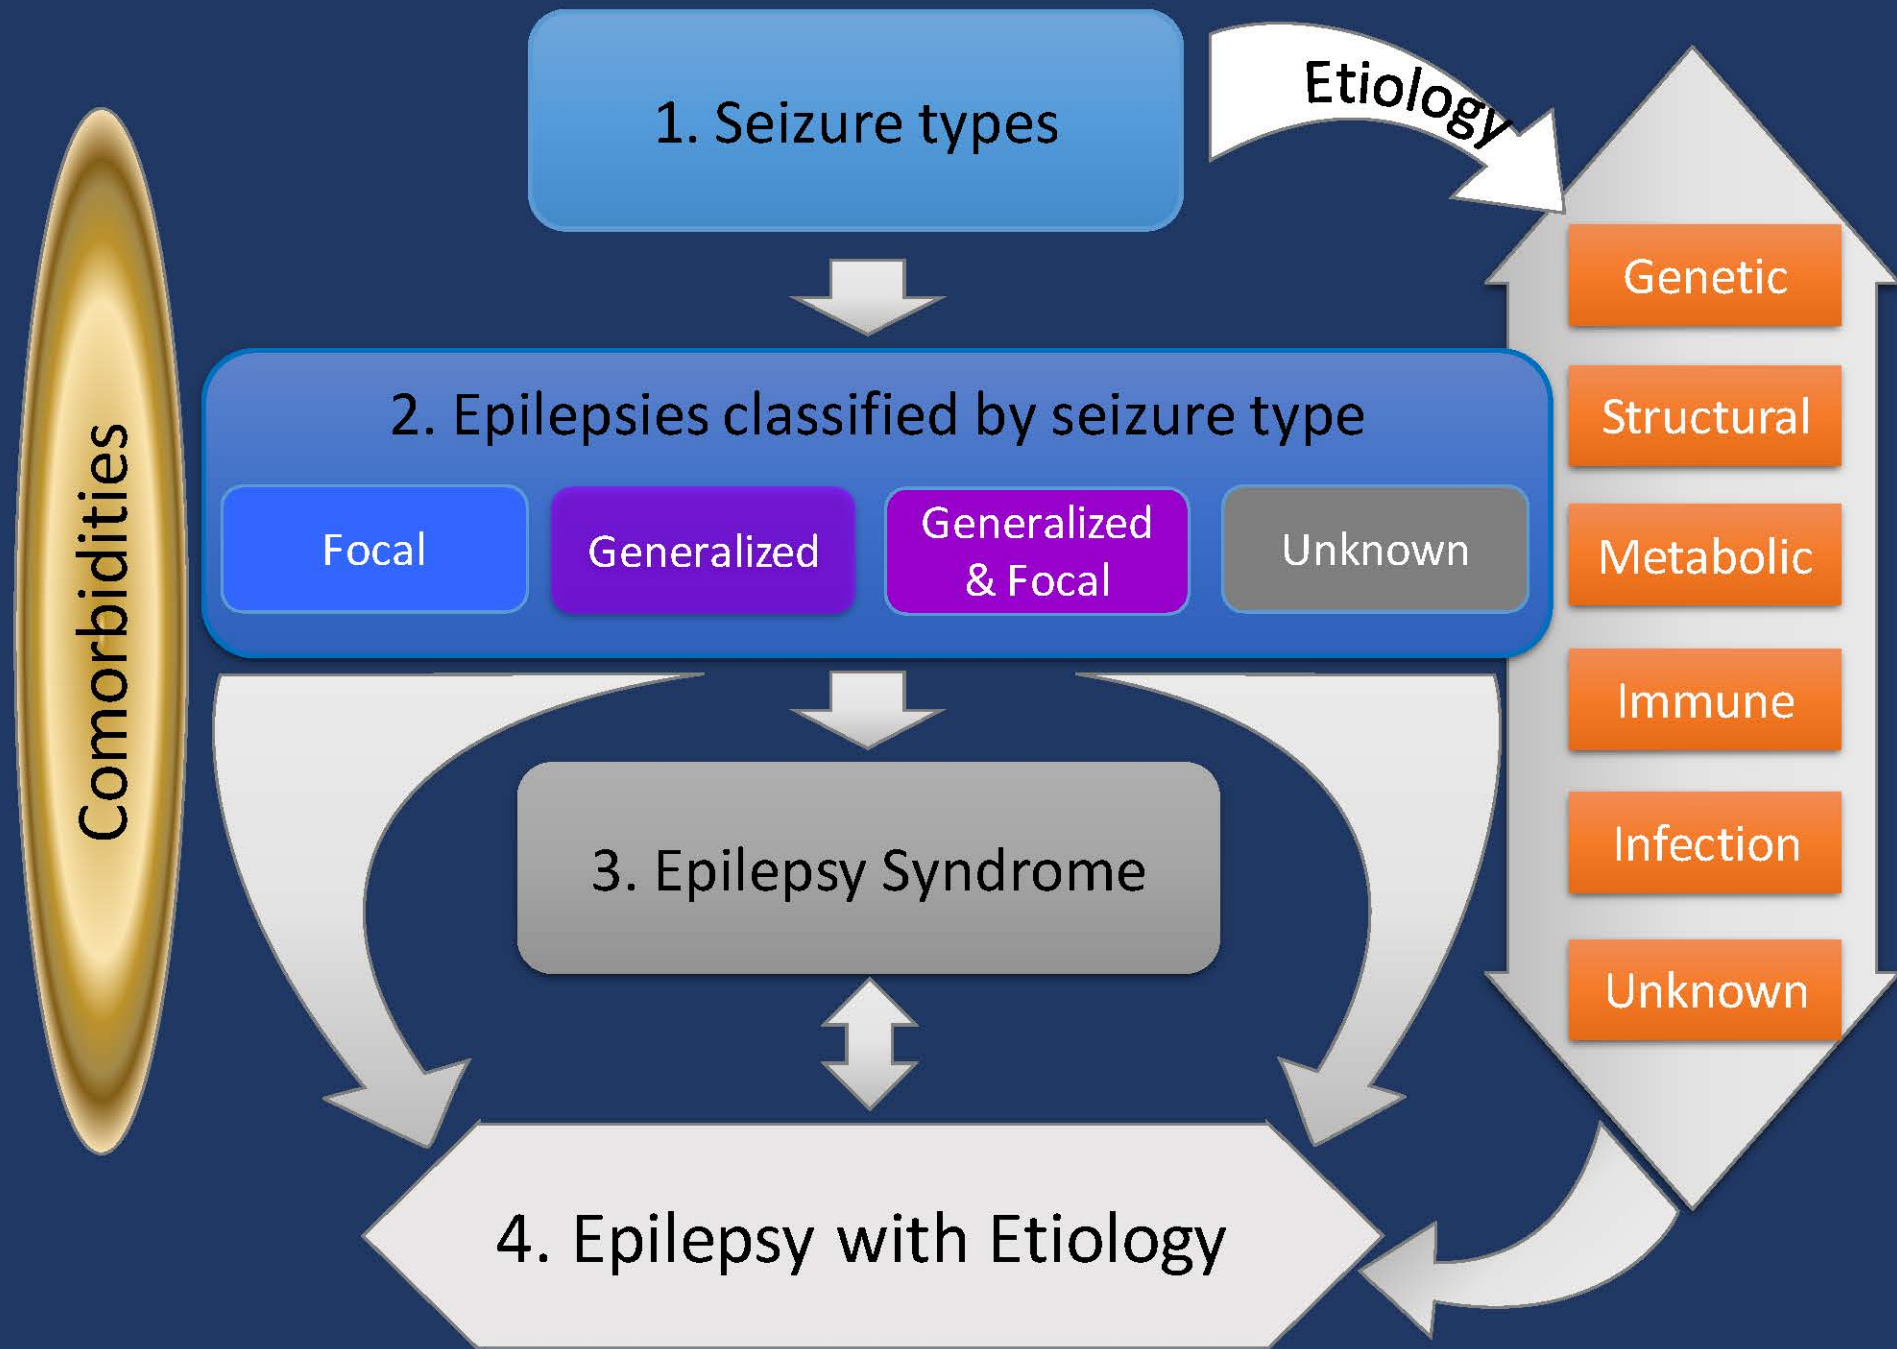 1. Seizure types
Etiology
Comorbidities
2. Epilepsies classified by seizure type
Focal
Generalized
Generalized
& Focal
Unknown
3. Epilepsy Syndrome
4. Epilepsy with Etiology
Genetic
Structural
Metabolic
Immune
Infection
Unknown